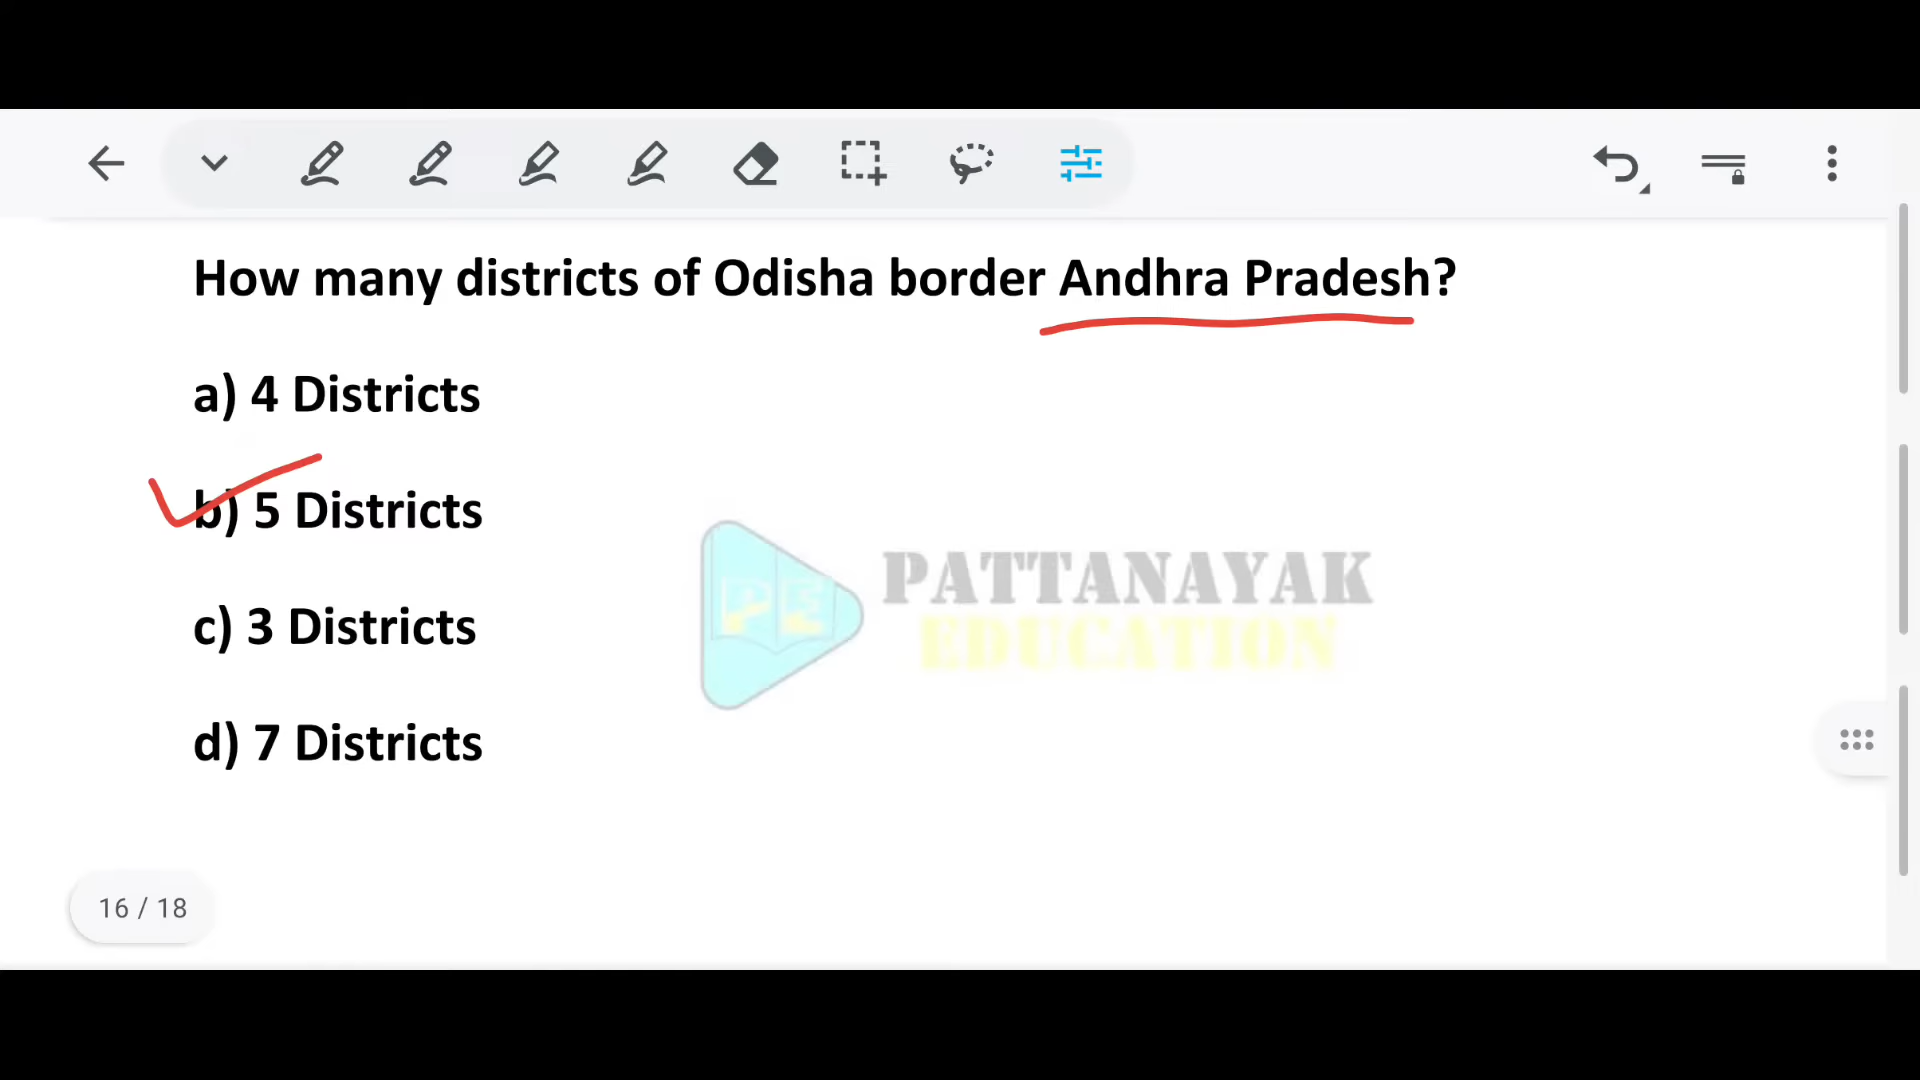 How many districts of Odisha border Andhra Pradesh?
a) 4 Districts
b) 5 Districts
c) 3 Districts
d) 7 Districts
PE
PATTANAYAK
EDUCATION
16 / 18